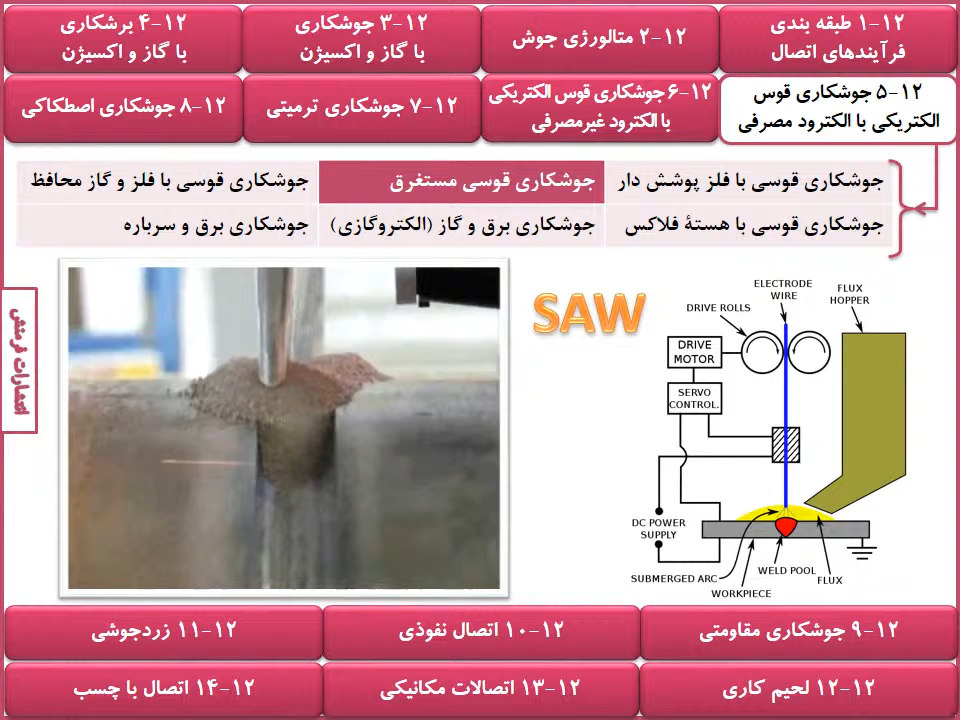 ۱-۱۲ طبقه بندی
فرآیندهای اتصال
۲-۱۲ متالورژی جوش
۳-۱۲ جوشکاری
با گاز و اکسیژن
۴-۱۲ برشکاری
با گاز و اکسیژن
۵-۱۲ جوشکاری قوس
الکتریکی با الکترود مصرفی
۶-۱۲ جوشکاری قوس الکتریکی
با الکترود غیرمصرفی
۷-۱۲ جوشکاری ترمیتی
۸-۱۲ جوشکاری اصطکاکی
جوشکاری قوسی با فلز پوشش دار
جوشکاری قوسی مستغرق
جوشکاری قوسی با فلز و گاز محافظ
جوشکاری قوسی با هستهٔ فلاکس
جوشکاری برق و گاز (الکتروگازی)
جوشکاری برق و سرباره
انتشارات فرمنش
SAW
ELECTRODE
WIRE
FLUX
HOPPER
DRIVE ROLLS
DRIVE
MOTOR
SERVO
CONTROL.
DC POWER
SUPPLY
SUBMERGED ARC
WELD POOL
FLUX
WORKPIECE
۹-۱۲ جوشکاری مقاومتی
۱۰-۱۲ اتصال نفوذی
۱۱-۱۲ زردجوشی
۱۲-۱۲ لحیم کاری
۱۳-۱۲ اتصالات مکانیکی
۱۴-۱۲ اتصال با چسب